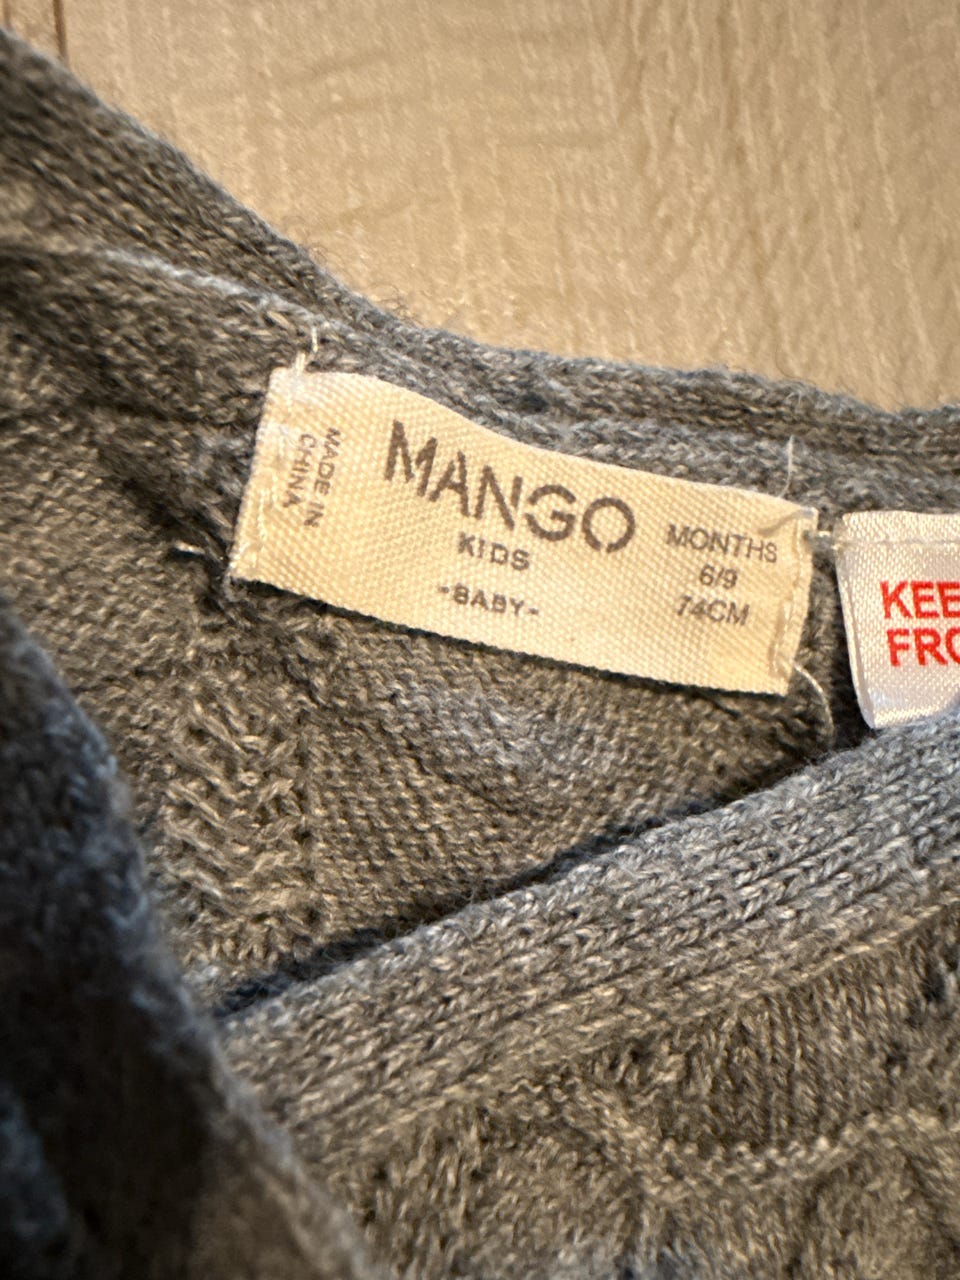 MADE IN
CHINA
MANGO
KIDS
-BABY-
MONTHS
6/9
74CM
KEE
FRO